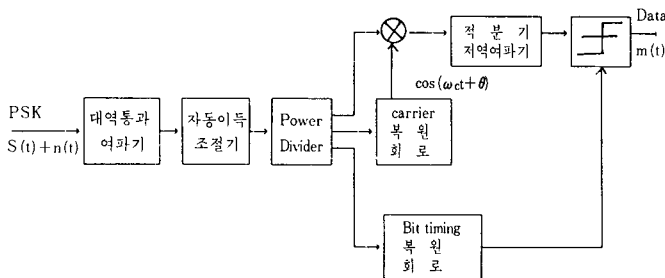 PSK
S(t)+n(t)
대역통과
여파기
자동이득
조절기
Power
Divider
적 분 기
저역여파기
cos(ωct+θ)
carrier
복 원
회 로
Bit timing
복 원
회 로
Data
m(t)